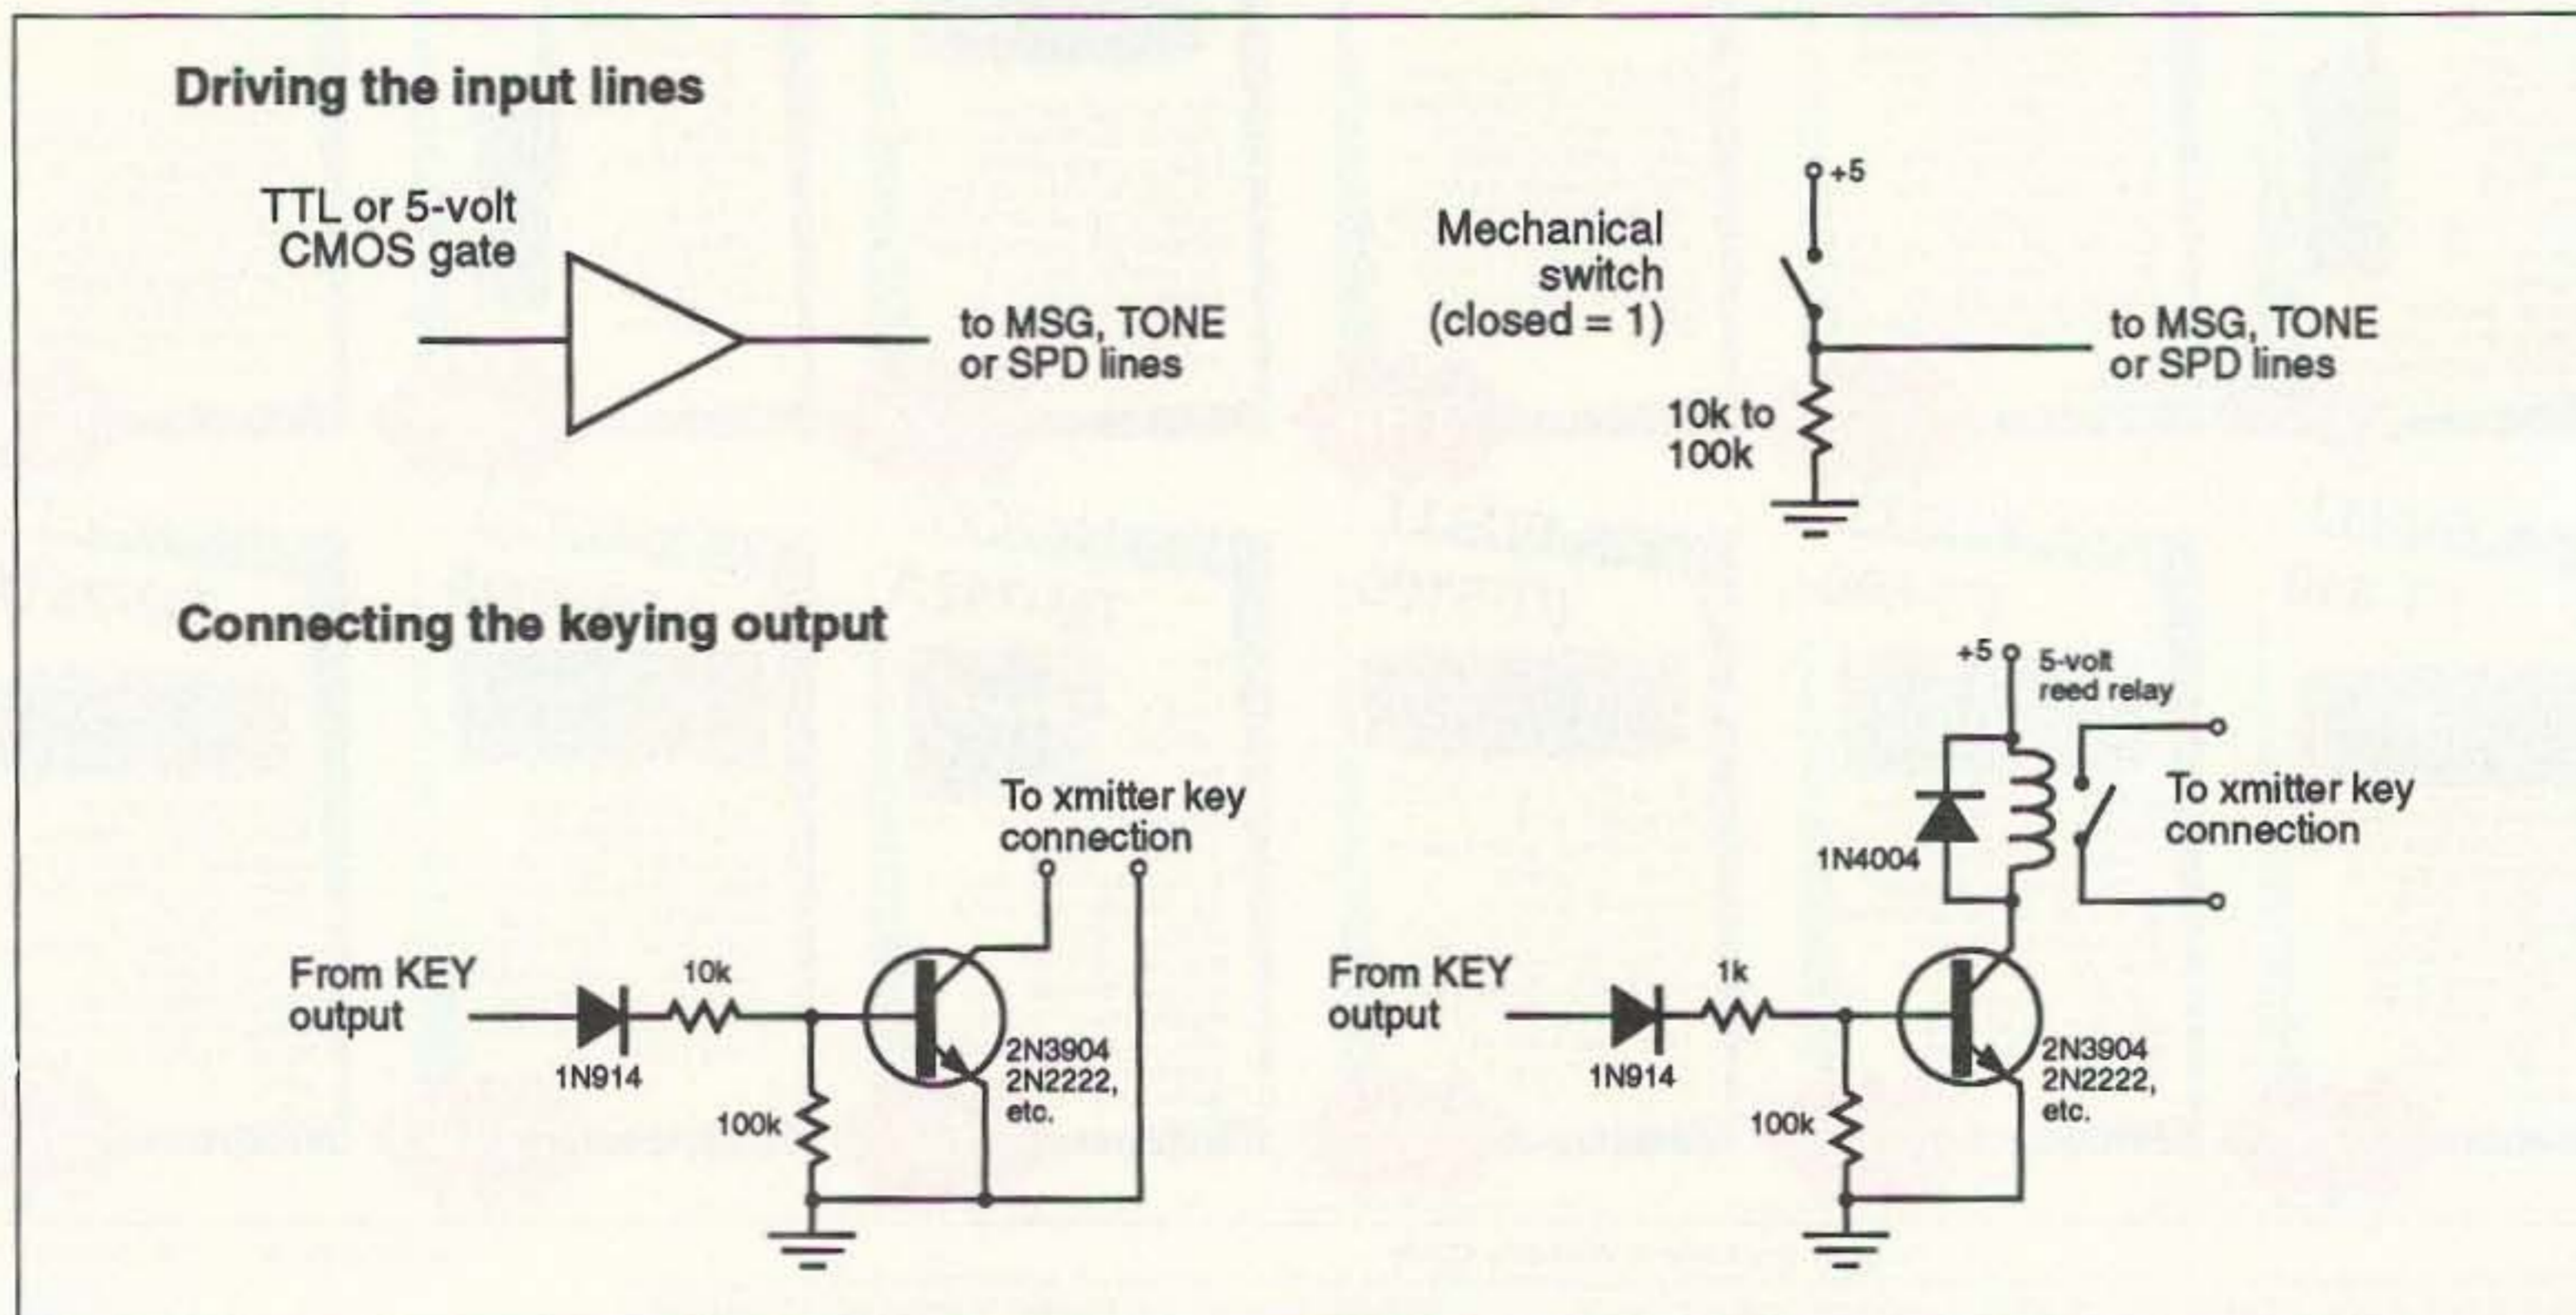 Driving the input lines
TTL or 5-volt
CMOS gate
to MSG, TONE
or SPD lines
+5
Mechanical
switch
(closed = 1)
to MSG, TONE
or SPD lines
10k to
100k
Connecting the keying output
To xmitter key
connection
From KEY
output
10k
1N914
100k
2N3904
2N2222,
etc.
+5
5-volt
reed relay
1N4004
To xmitter key
connection
From KEY
output
1k
1N914
100k
2N3904
2N2222,
etc.